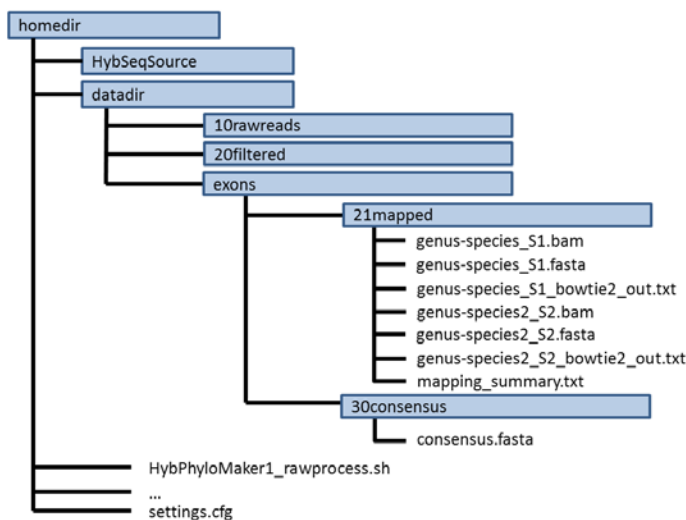 homedir
HybSeqSource
datadir
10rawreads
20filtered
exons
21mapped
genus-species_S1.bam
genus-species_S1.fasta
genus-species_S1_bowtie2_out.txt
genus-species2_S2.bam
genus-species2_S2.fasta
genus-species2_S2_bowtie2_out.txt
mapping_summary.txt
30consensus
consensus.fasta
HybPhyloMaker1_rawprocess.sh
...
settings.cfg